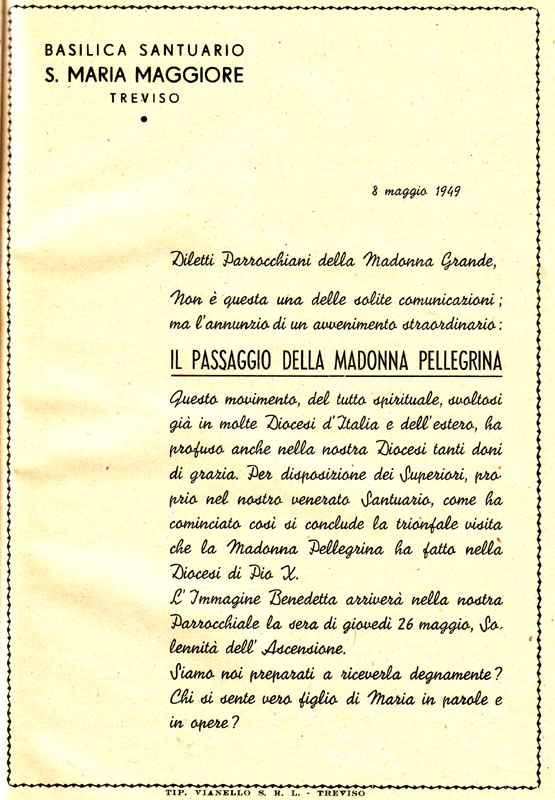 BASILICA SANTUARIO
S. MARIA MAGGIORE
TREVISO
8 maggio 1949
Diletti Parrocchiani della Madonna Grande,
Non è questa una delle solite comunicazioni;
ma l'annunzio di un avvenimento straordinario:
IL PASSAGGIO DELLA MADONNA PELLEGRINA
Questo movimento, del tutto spirituale, svoltosi
già in molte Diocesi d'Italia e dell'estero, ha
profuso anche nella nostra Diocesi tanti doni
di grazia. Per disposizione dei Superiori, pro-
prio nel nostro venerato Santuario, come ha
cominciato così si conclude la trionfale visita
che la Madonna Pellegrina ha fatto nella
Diocesi di Pio X.
L'Immagine Benedetta arriverà nella nostra
Parrocchiale la sera di giovedì 26 maggio, So-
lennità dell'Ascensione.
Siamo noi preparati a riceverla degnamente?
Chi si sente vero figlio di Maria in parole e
in opere?
TIP. VIANELLO S. R. L. - TREVISO